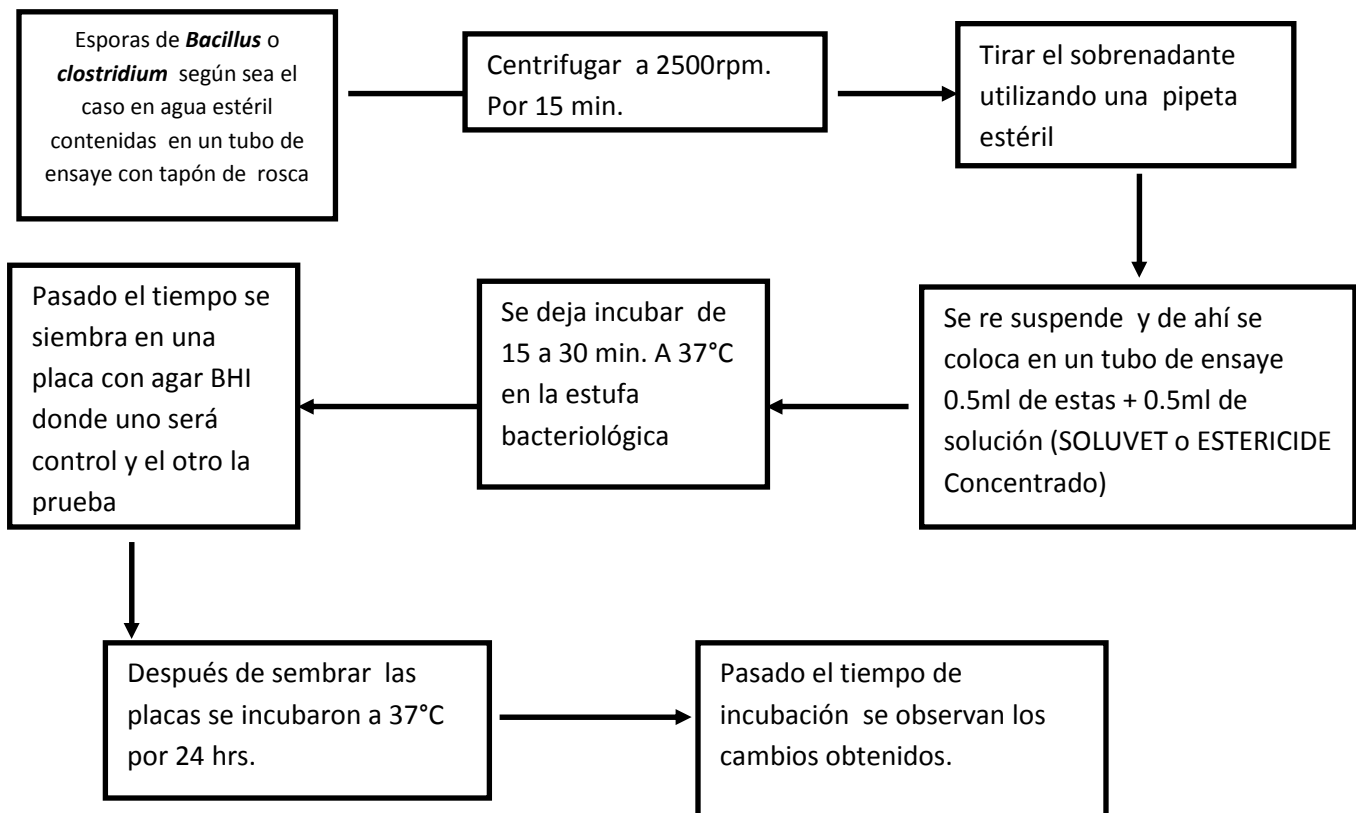 Esporas de Bacillus o
clostridium según sea el
caso en agua estéril
contenidas en un tubo de
ensaye con tapón de rosca
Centrifugar a 2500rpm.
Por 15 min.
Tirar el sobrenadante
utilizando una pipeta
estéril
Se re suspende y de ahí se
coloca en un tubo de ensaye
0.5ml de estas + 0.5ml de
solución (SOLUVET o ESTERICIDE
Concentrado)
Se deja incubar de
15 a 30 min. A 37°C
en la estufa
bacteriológica
Pasado el tiempo se
siembra en una
placa con agar BHI
donde uno será
control y el otro la
prueba
Después de sembrar las
placas se incubaron a 37°C
por 24 hrs.
Pasado el tiempo de
incubación se observan los
cambios obtenidos.